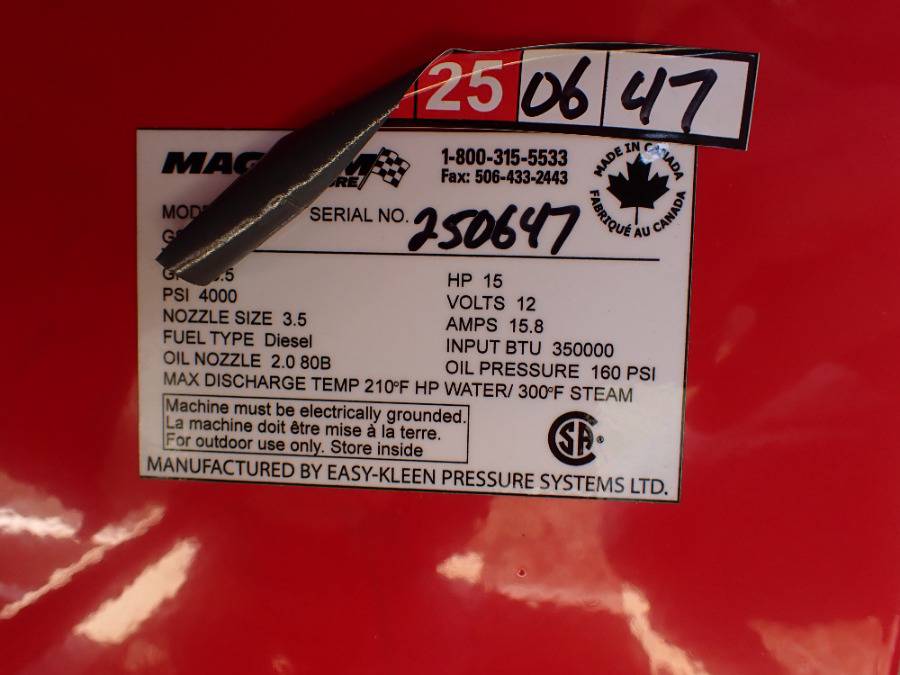 25 06 47
1-800-315-5533
Fax: 506-433-2443
MADE IN CANADA
FABRIQUÉ AU CANADA
SERIAL NO. 250647
PSI 4000
NOZZLE SIZE 3.5
FUEL TYPE Diesel
OIL NOZZLE 2.0 80B
HP 15
VOLTS 12
AMPS 15.8
INPUT BTU 350000
OIL PRESSURE 160 PSI
MAX DISCHARGE TEMP 210°F HP WATER/ 300°F STEAM
Machine must be electrically grounded.
La machine doit être mise à la terre.
For outdoor use only. Store inside
SA
MANUFACTURED BY EASY-KLEEN PRESSURE SYSTEMS LTD.